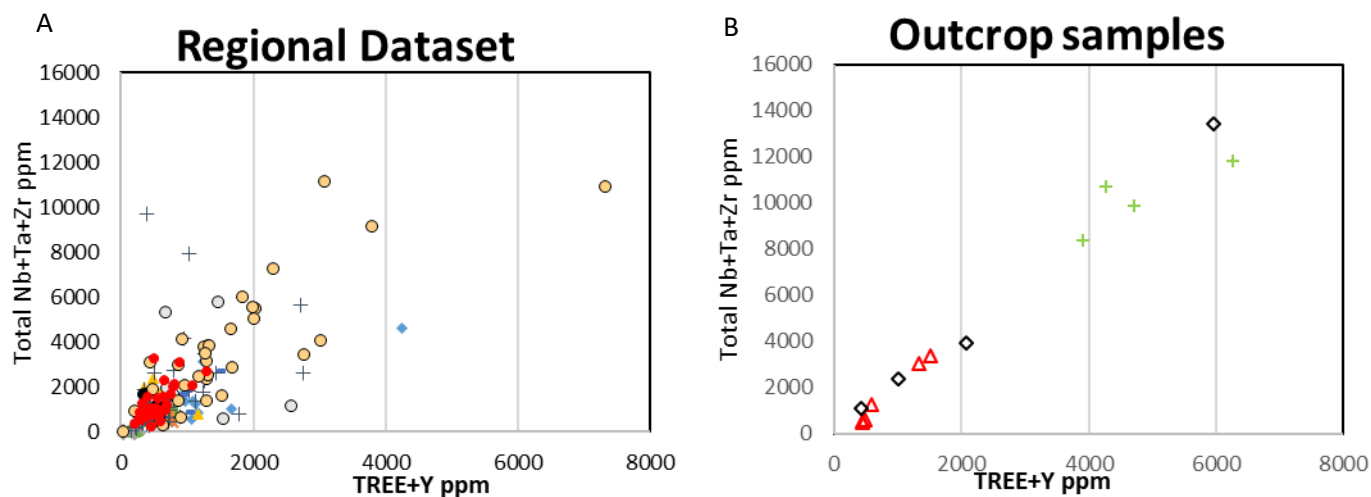 A
Regional Dataset
16000
14000
12000
10000
8000
6000
4000
2000
0
Total Nb+Ta+Zr ppm
0 2000 4000 6000 8000
TREE+Y ppm
B
Outcrop samples
16000
14000
12000
10000
8000
6000
4000
2000
0
Total Nb+Ta+Zr ppm
0 2000 4000 6000 8000
TREE+Y ppm